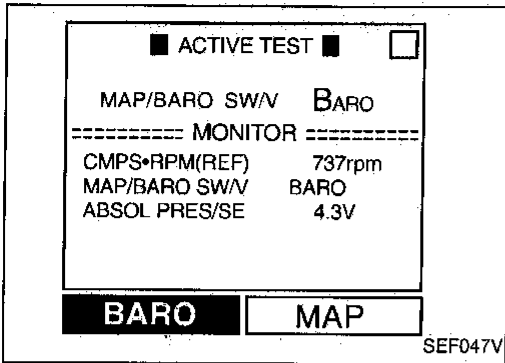 ■ ACTIVE TEST ■ □
MAP/BARO SW/V BARO
========== MONITOR ==========
CMPS•RPM(REF) 737rpm
MAP/BARO SW/V BARO
ABSOL PRES/SE 4.3V
BARO MAP
SEF047V